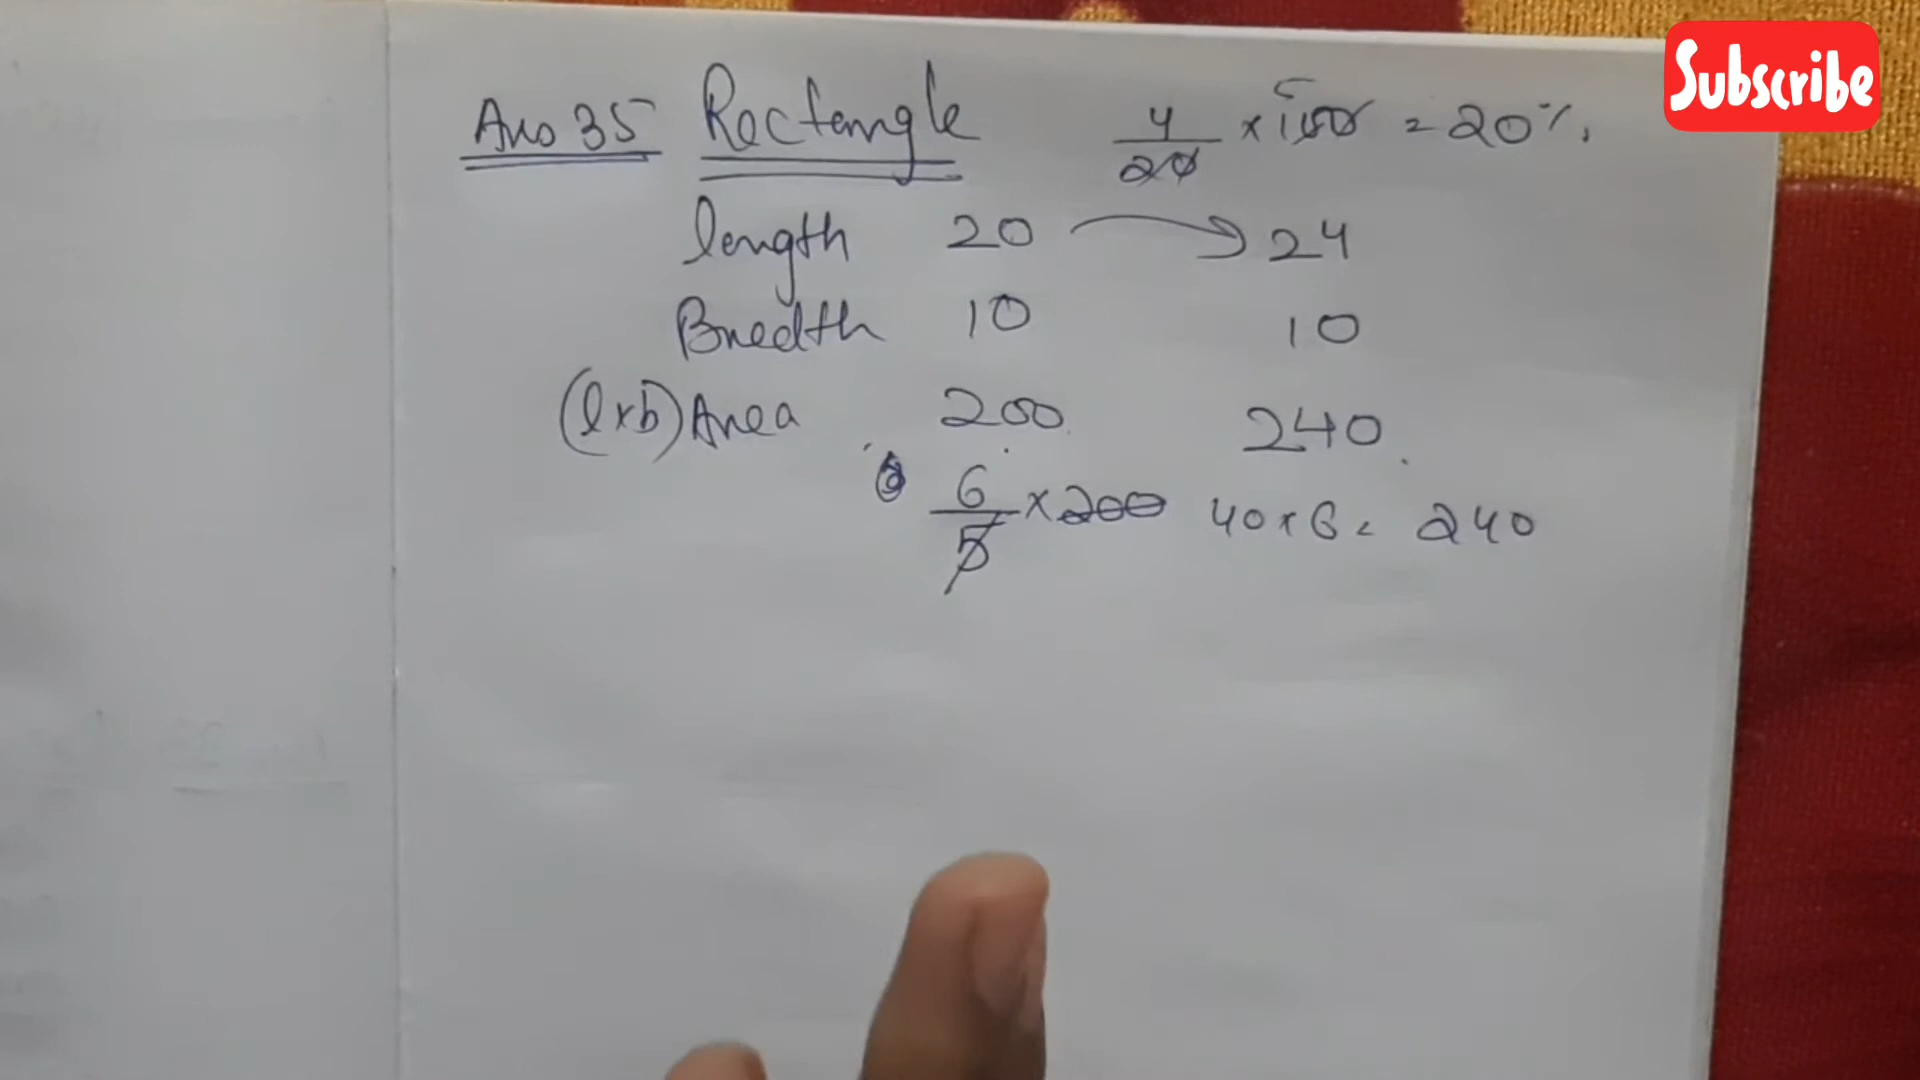 Subscribe
Ans 35 Rectangle 4/20 × 100 = 20%.
length 20 → 24
Bredth 10 10
(l×b) Area 200 240
6/5 × 200 40 × 6 = 240